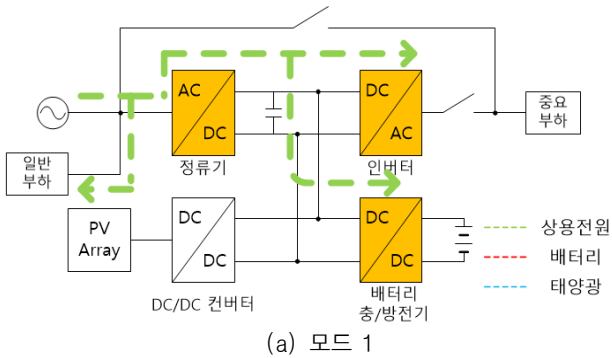 AC
DC
정류기
DC
AC
인버터
중요
부하
일반
부하
PV
Array
DC
DC
DC/DC 컨버터
DC
DC
배터리
충/방전기
상용전원
배터리
태양광
(a) 모드 1